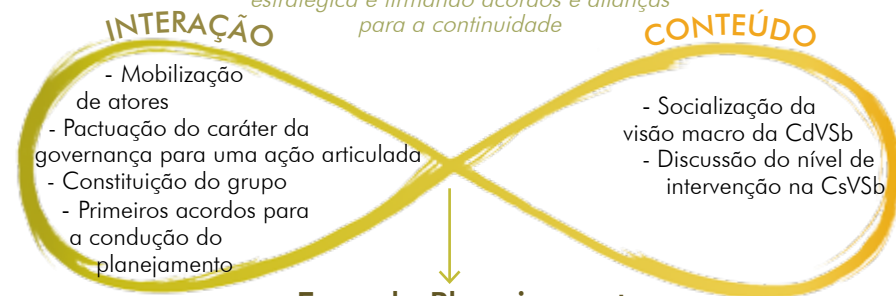 estratégica e firmando acordos e alianças
para a continuidade
INTERAÇÃO
CONTEÚDO
- Mobilização
de atores
- Pactuação do caráter da
governança para uma ação articulada
- Constituição do grupo
- Primeiros acordos para
a condução do
planejamento
- Socialização da
visão macro da CdVSb
- Discussão do nível de
intervenção na CsVSb